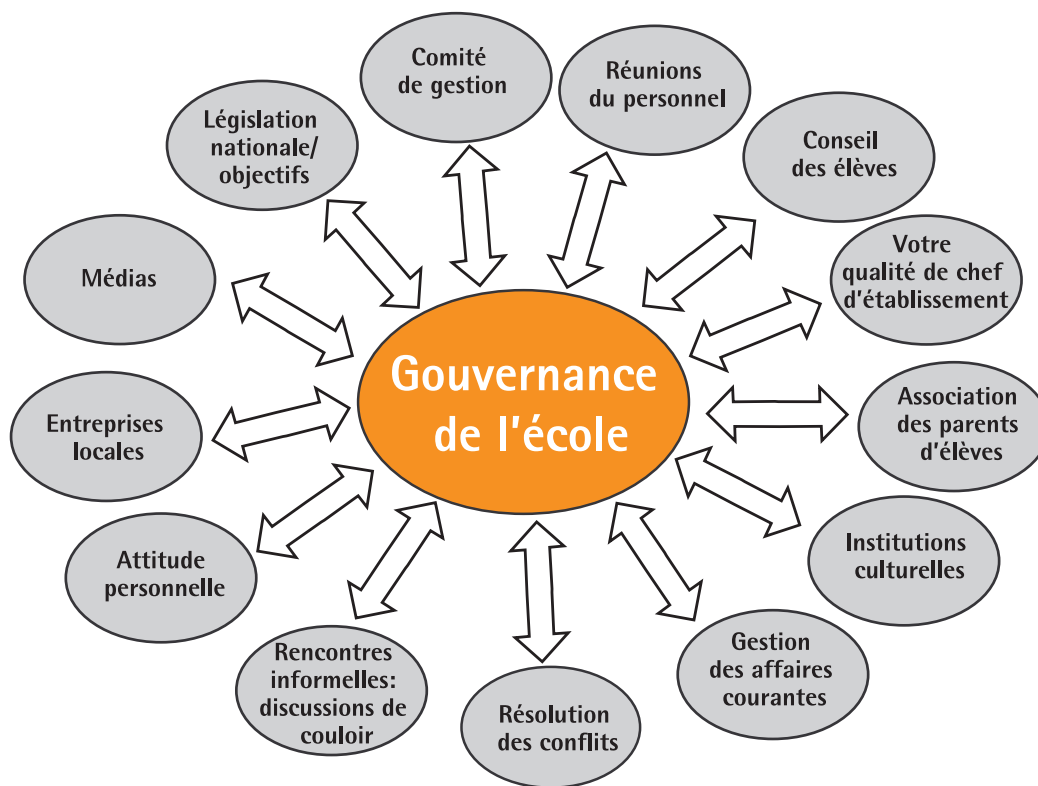 Comité
de gestion
Réunions
du personnel
Législation
nationale/
objectifs
Conseil
des élèves
Votre
qualité de chef
d'établissement
Médias
Gouvernance
de l'école
Association
des parents
d'élèves
Entreprises
locales
Institutions
culturelles
Attitude
personnelle
Gestion
des affaires
courantes
Rencontres
informelles:
discussions de
couloir
Résolution
des conflits